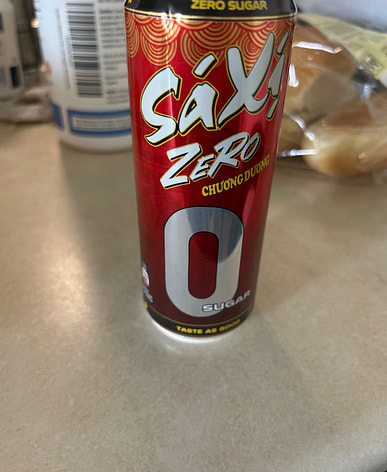 ZERO SUGAR
SáXị
ZERO
CHƯƠNG DƯƠNG
0
SUGAR
TASTE AS GOOD